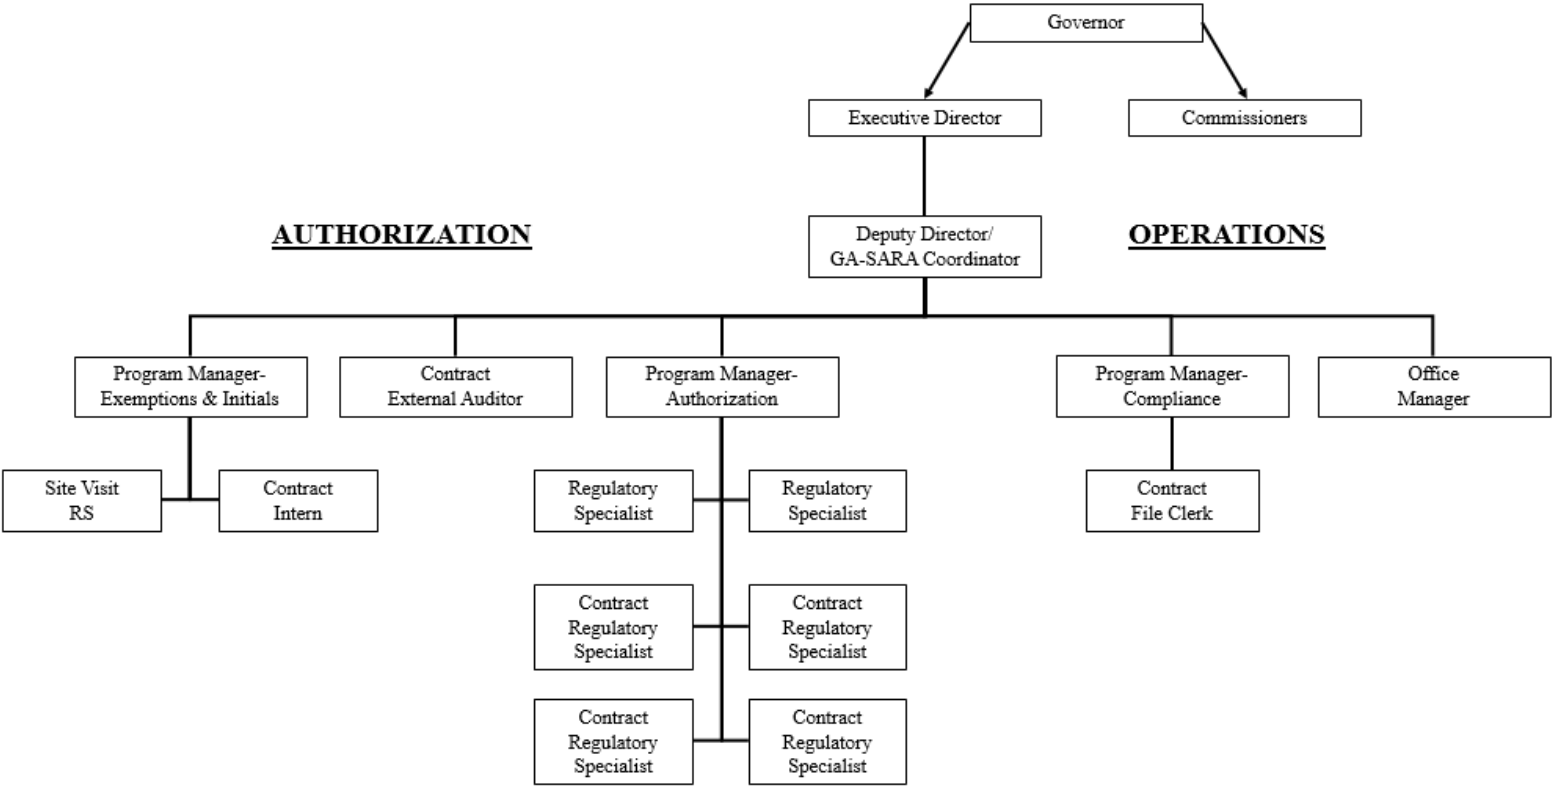 Governor
Executive Director
Commissioners
AUTHORIZATION
Deputy Director/
GA-SARA Coordinator
OPERATIONS
Program Manager-
Exemptions & Initials
Contract
External Auditor
Program Manager-
Authorization
Program Manager-
Compliance
Office
Manager
Site Visit
RS
Contract
Intern
Regulatory
Specialist
Regulatory
Specialist
Contract
File Clerk
Contract
Regulatory
Specialist
Contract
Regulatory
Specialist
Contract
Regulatory
Specialist
Contract
Regulatory
Specialist